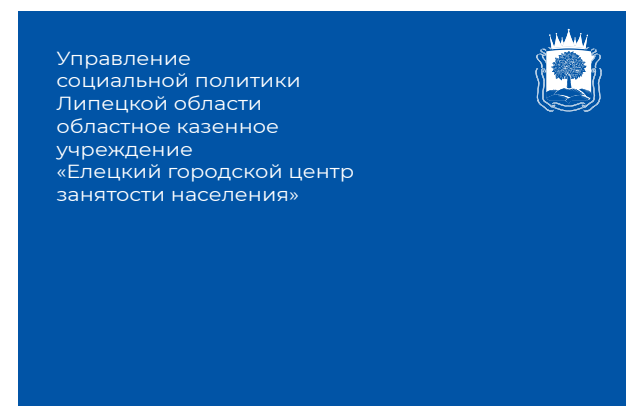 Управление
социальной политики
Липецкой области
областное казенное
учреждение
«Елецкий городской центр
занятости населения»